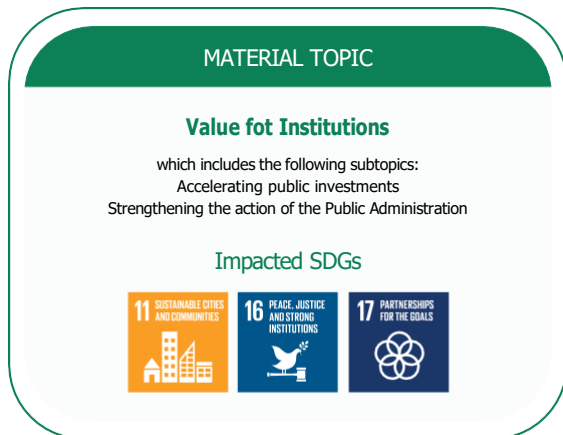 MATERIAL TOPIC
Value fot Institutions
which includes the following subtopics:
Accelerating public investments
Strengthening the action of the Public Administration
Impacted SDGs
11 SUSTAINABLE CITIES
AND COMMUNITIES
16 PEACE, JUSTICE
AND STRONG
INSTITUTIONS
17 PARTNERSHIPS
FOR THE GOALS